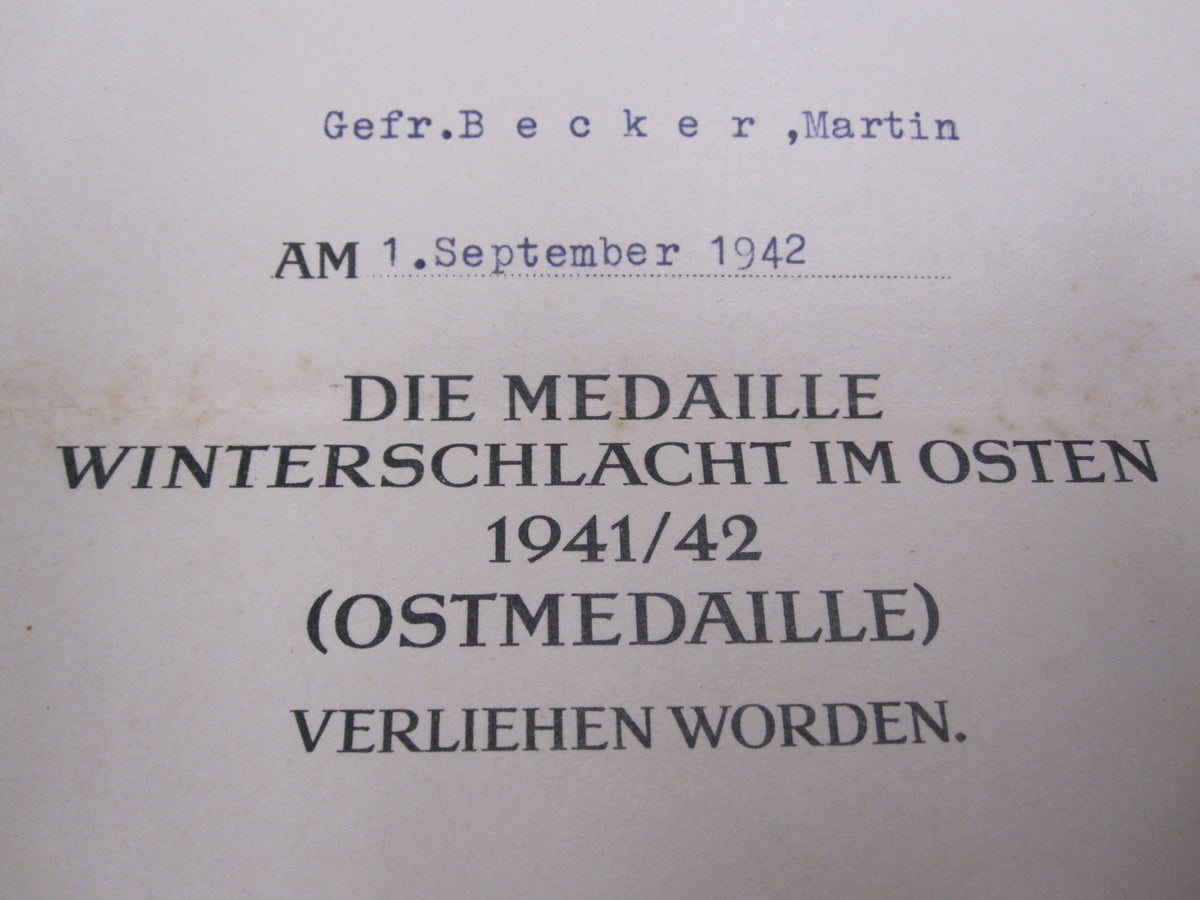 Gefr.B e c k e r ,Martin
AM 1.September 1942
DIE MEDAILLE
WINTERSCHLACHT IM OSTEN
1941/42
(OSTMEDAILLE)
VERLIEHEN WORDEN.